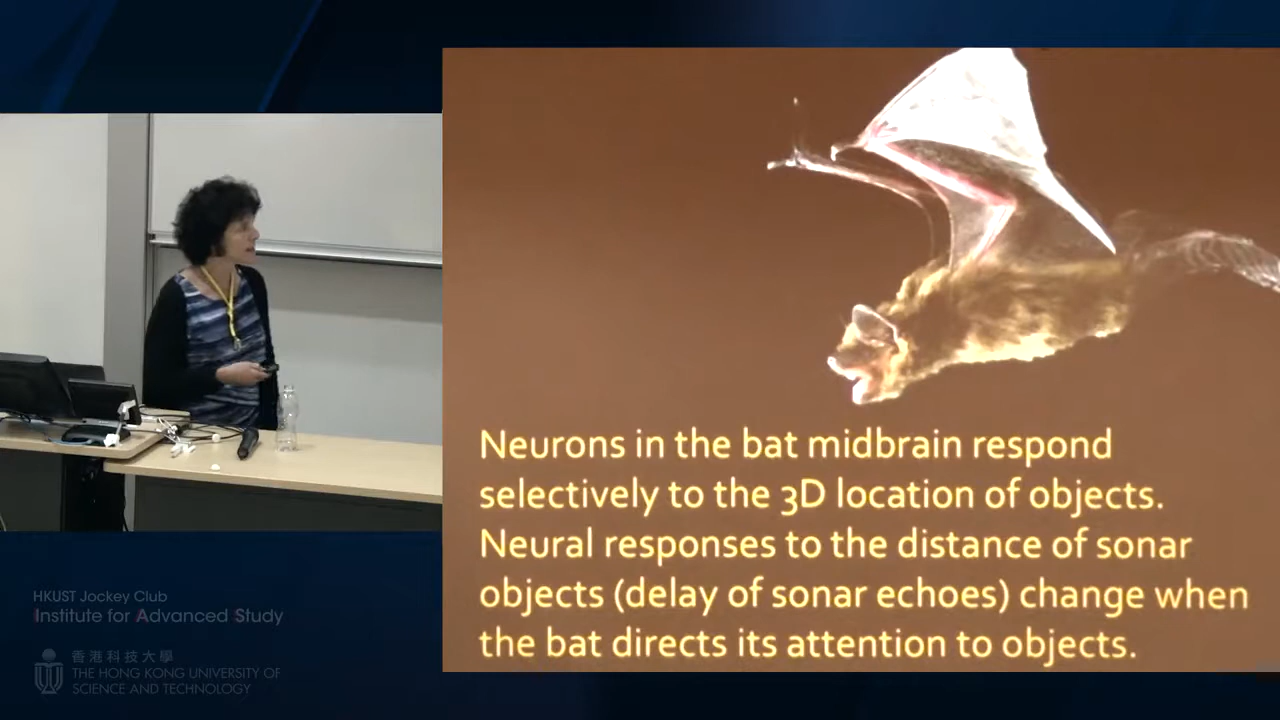 Neurons in the bat midbrain respond
selectively to the 3D location of objects.
Neural responses to the distance of sonar
objects (delay of sonar echoes) change when
the bat directs its attention to objects.
HKUST Jockey Club
Institute for Advanced Study
香港科技大學
THE HONG KONG UNIVERSITY OF
SCIENCE AND TECHNOLOGY